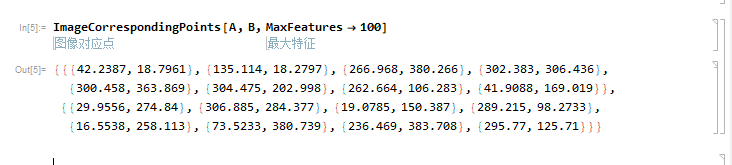 In[5]:= ImageCorrespondingPoints[A, B, MaxFeatures → 100]
图像对应点 最大特征
Out[5]= {{{42.2387, 18.7961}, {135.114, 18.2797}, {266.968, 380.266}, {302.383, 306.436},
{300.458, 363.869}, {304.475, 202.998}, {262.664, 106.283}, {41.9088, 169.019}},
{{29.9556, 274.84}, {306.885, 284.377}, {19.0785, 150.387}, {289.215, 98.2733},
{16.5538, 258.113}, {73.5233, 380.739}, {236.469, 383.708}, {295.77, 125.71}}}